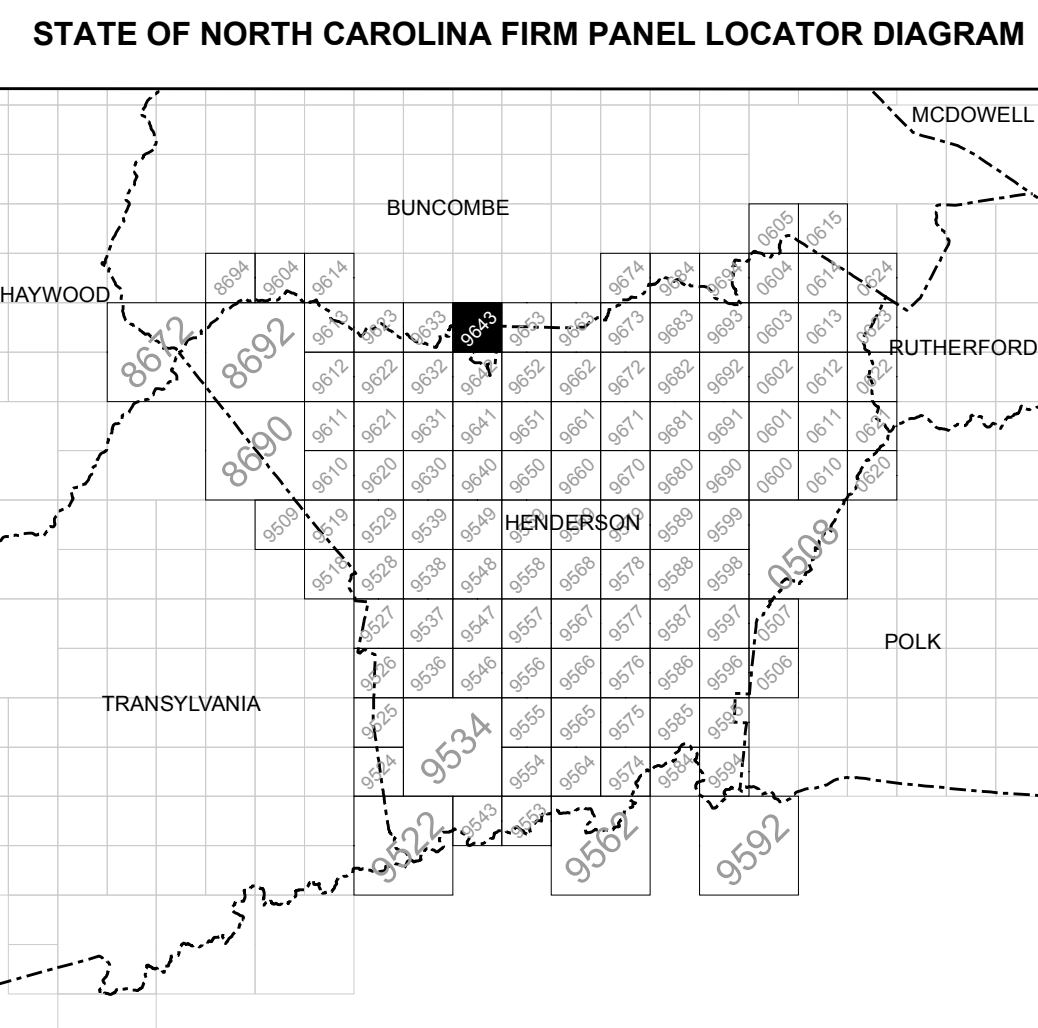 STATE OF NORTH CAROLINA FIRM PANEL LOCATOR DIAGRAM
MCDOWELL
BUNCOMBE
0605 0615
8694 9604 9614 9674 9684 9694 0604 0614 0624
HAYWOOD
8672 8692 9613 9623 9633 9643 9653 9663 9673 9683 9693 0603 0613 0623
RUTHERFORD
9612 9622 9632 9642 9652 9662 9672 9682 9692 0602 0612 0622
8690 9611 9621 9631 9641 9651 9661 9671 9681 9691 0601 0611 0621
9610 9620 9630 9640 9650 9660 9670 9680 9690 0600 0610 0620
9509 9519 9529 9539 9549 9589 9599
HENDERSON
0508
9518 9528 9538 9548 9558 9568 9578 9588 9598
9527 9537 9547 9557 9567 9577 9587 9597 0507
POLK
9526 9536 9546 9556 9566 9576 9586 9596 0506
TRANSYLVANIA
9525 9534 9555 9565 9575 9585 9595
9524 9554 9564 9574 9584 9594
9522 9543 9553 9562 9592